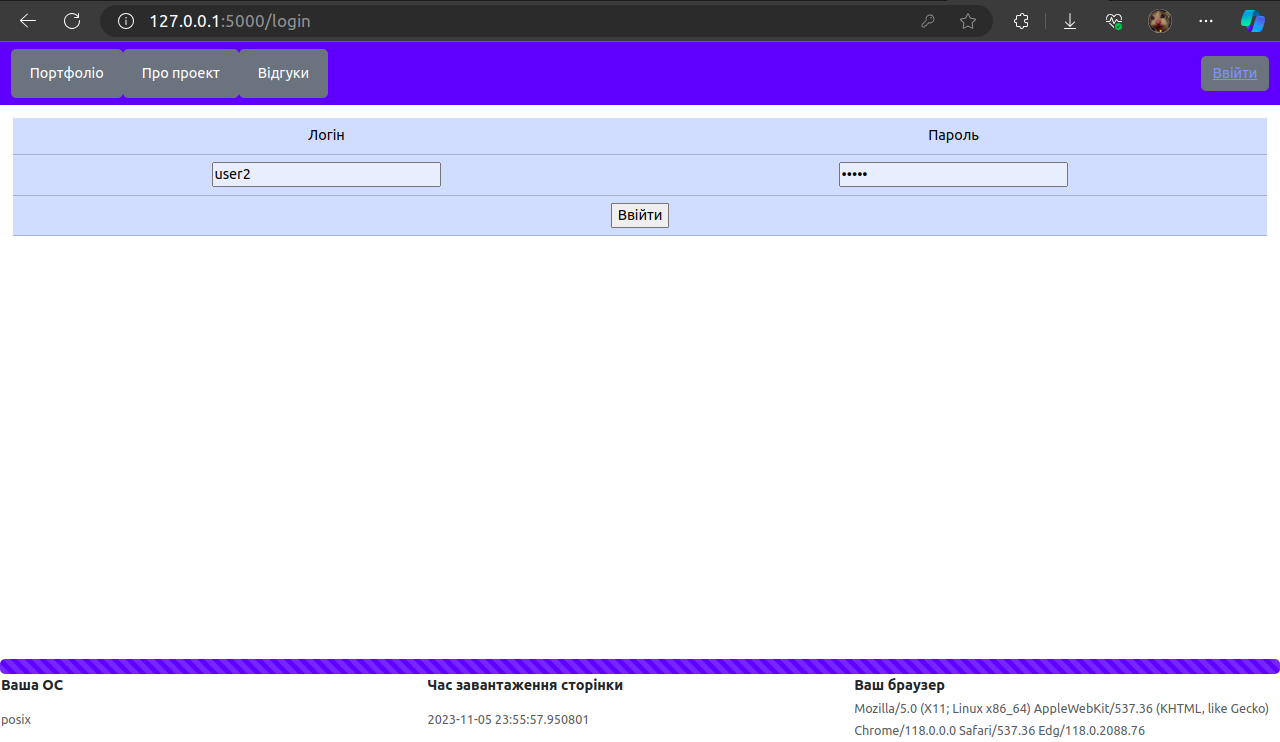 127.0.0.1:5000/login
Портфоліо Про проект Відгуки Ввійти
Логін Пароль
user2 •••••
Ввійти
Ваша ОС Час завантаження сторінки Ваш браузер
posix 2023-11-05 23:55:57.950801 Mozilla/5.0 (X11; Linux x86_64) AppleWebKit/537.36 (KHTML, like Gecko)
Chrome/118.0.0.0 Safari/537.36 Edg/118.0.2088.76